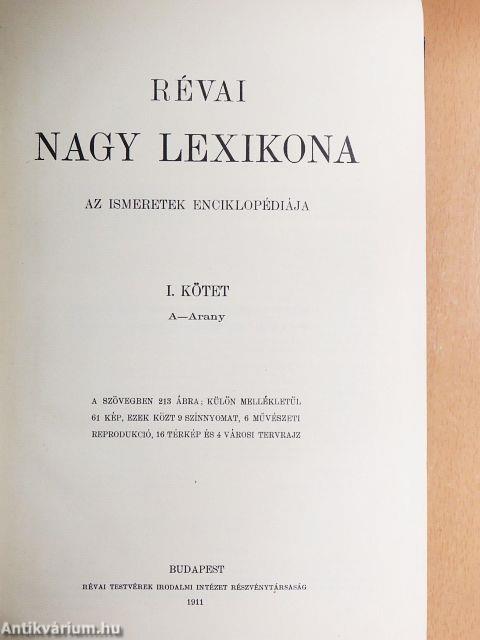 RÉVAI
NAGY LEXIKONA
AZ ISMERETEK ENCIKLOPÉDIÁJA
I. KÖTET
A—Arany
A SZÖVEGBEN 213 ÁBRA; KÜLÖN MELLÉKLETÜL
61 KÉP, EZEK KÖZT 9 SZÍNNYOMAT, 6 MŰVÉSZETI
REPRODUKCIÓ, 16 TÉRKÉP ÉS 4 VÁROSI TERVRAJZ
BUDAPEST
RÉVAI TESTVÉREK IRODALMI INTÉZET RÉSZVÉNYTÁRSASÁG
1911
Antikvárium.hu